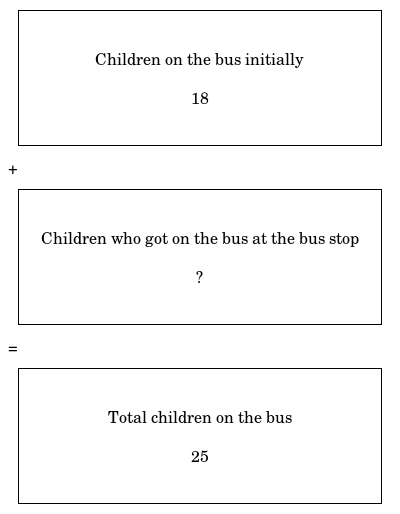 Children on the bus initially
18
+
Children who got on the bus at the bus stop
?
=
Total children on the bus
25